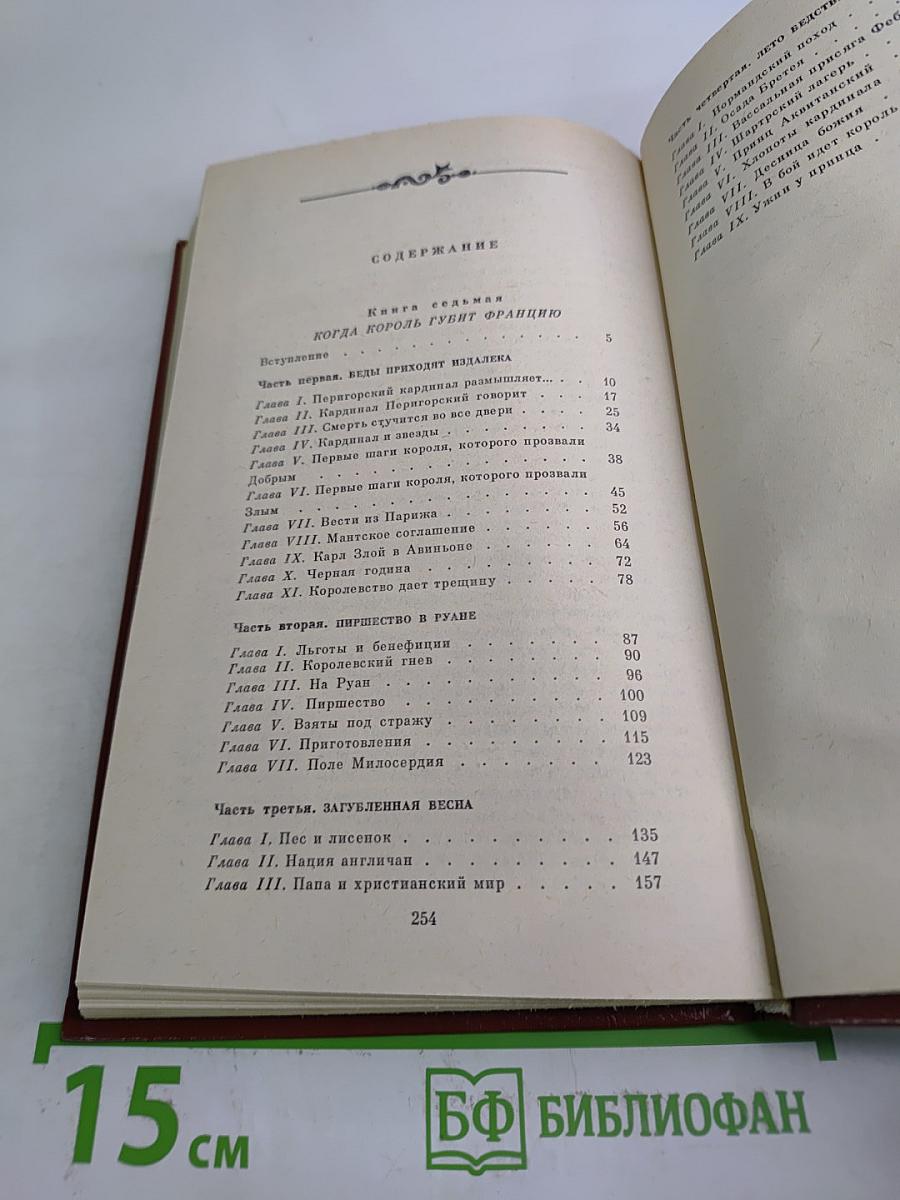 СОДЕРЖАНИЕ
Книга седьмая
КОГДА КОРОЛЬ ГУБИТ ФРАНЦИЮ
Вступление . . . . . . . . . . . . . . 5
Часть первая. БЕДЫ ПРИХОДЯТ ИЗДАЛЕКА
Глава I. Перигорский кардинал размышляет... . . 10
Глава II. Кардинал Перигорский говорит . . . 17
Глава III. Смерть стучится во все двери . . . . 25
Глава IV. Кардинал и звезды . . . . . . . . 34
Глава V. Первые шаги короля, которого прозвали
Добрым . . . . . . . . . . . . . . 38
Глава VI. Первые шаги короля, которого прозвали
Злым . . . . . . . . . . . . . . . 45
Глава VII. Вести из Парижа . . . . . . . . 52
Глава VIII. Мантское соглашение . . . . . . 56
Глава IX. Карл Злой в Авиньоне . . . . . . 64
Глава X. Черная година . . . . . . . . . 72
Глава XI. Королевство дает трещину . . . . . 78
Часть вторая. ПИРШЕСТВО В РУАНЕ
Глава I. Льготы и бенефиции . . . . . . . 87
Глава II. Королевский гнев . . . . . . . . 90
Глава III. На Руан . . . . . . . . . . . 96
Глава IV. Пиршество . . . . . . . . . . 100
Глава V. Взяты под стражу . . . . . . . . 109
Глава VI. Приготовления . . . . . . . . . 115
Глава VII. Поле Милосердия . . . . . . . 123
Часть третья. ЗАГУБЛЕННАЯ ВЕСНА
Глава I. Пес и лисенок . . . . . . . . . . 135
Глава II. Нация англичан . . . . . . . . . 147
Глава III. Папа и христианский мир . . . . . 157
254
Часть четвертая. ЛЕТО
Глава I. Нормандский поход . . .
Глава II. Осада Бретея . . . .
Глава III. Вассальная присяга
Глава IV. Шартрский лагерь . .
Глава V. Принц Аквитанский .
Глава VI. Хлопоты кардинала
Глава VII. Десница божия .
Глава VIII. В бой идет король
Глава IX. Ужин у принца .
15 см
БФ БИБЛИОФАН